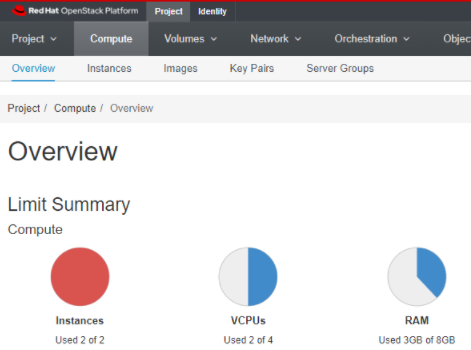 Red Hat OpenStack Platform Project Identity
Project Compute Volumes Network Orchestration Objec
Overview Instances Images Key Pairs Server Groups
Project / Compute / Overview
Overview
Limit Summary
Compute
Instances VCPUs RAM
Used 2 of 2 Used 2 of 4 Used 3GB of 8GB